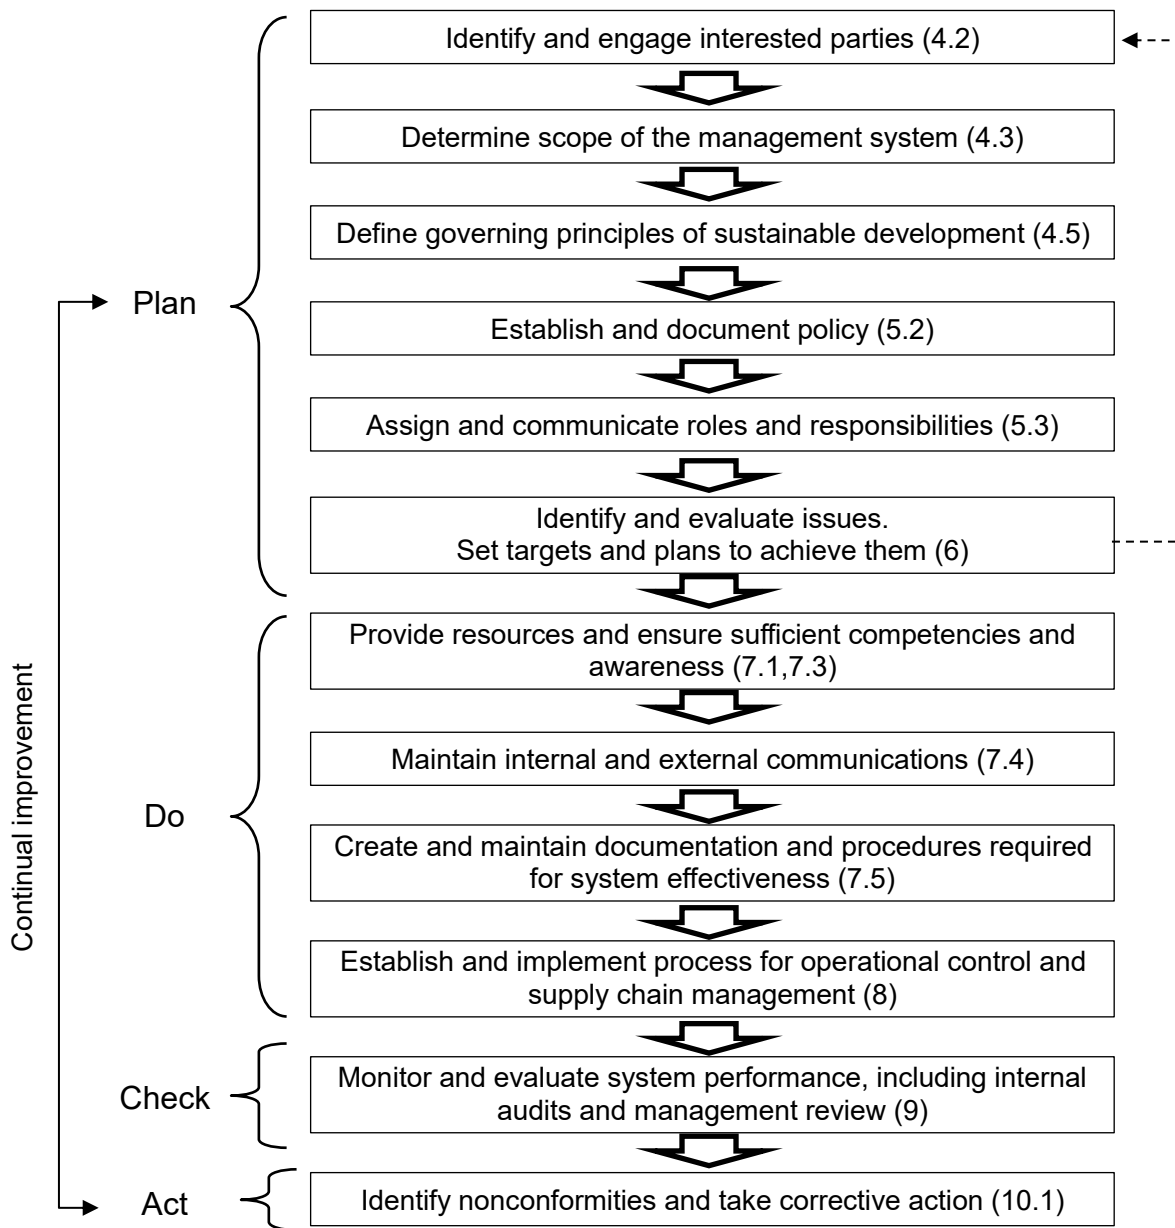 Identify and engage interested parties (4.2)
Determine scope of the management system (4.3)
Define governing principles of sustainable development (4.5)
Plan
Establish and document policy (5.2)
Assign and communicate roles and responsibilities (5.3)
Identify and evaluate issues.
Set targets and plans to achieve them (6)
Provide resources and ensure sufficient competencies and
awareness (7.1,7.3)
Maintain internal and external communications (7.4)
Continual improvement
Do
Create and maintain documentation and procedures required
for system effectiveness (7.5)
Establish and implement process for operational control and
supply chain management (8)
Check
Monitor and evaluate system performance, including internal
audits and management review (9)
Act
Identify nonconformities and take corrective action (10.1)